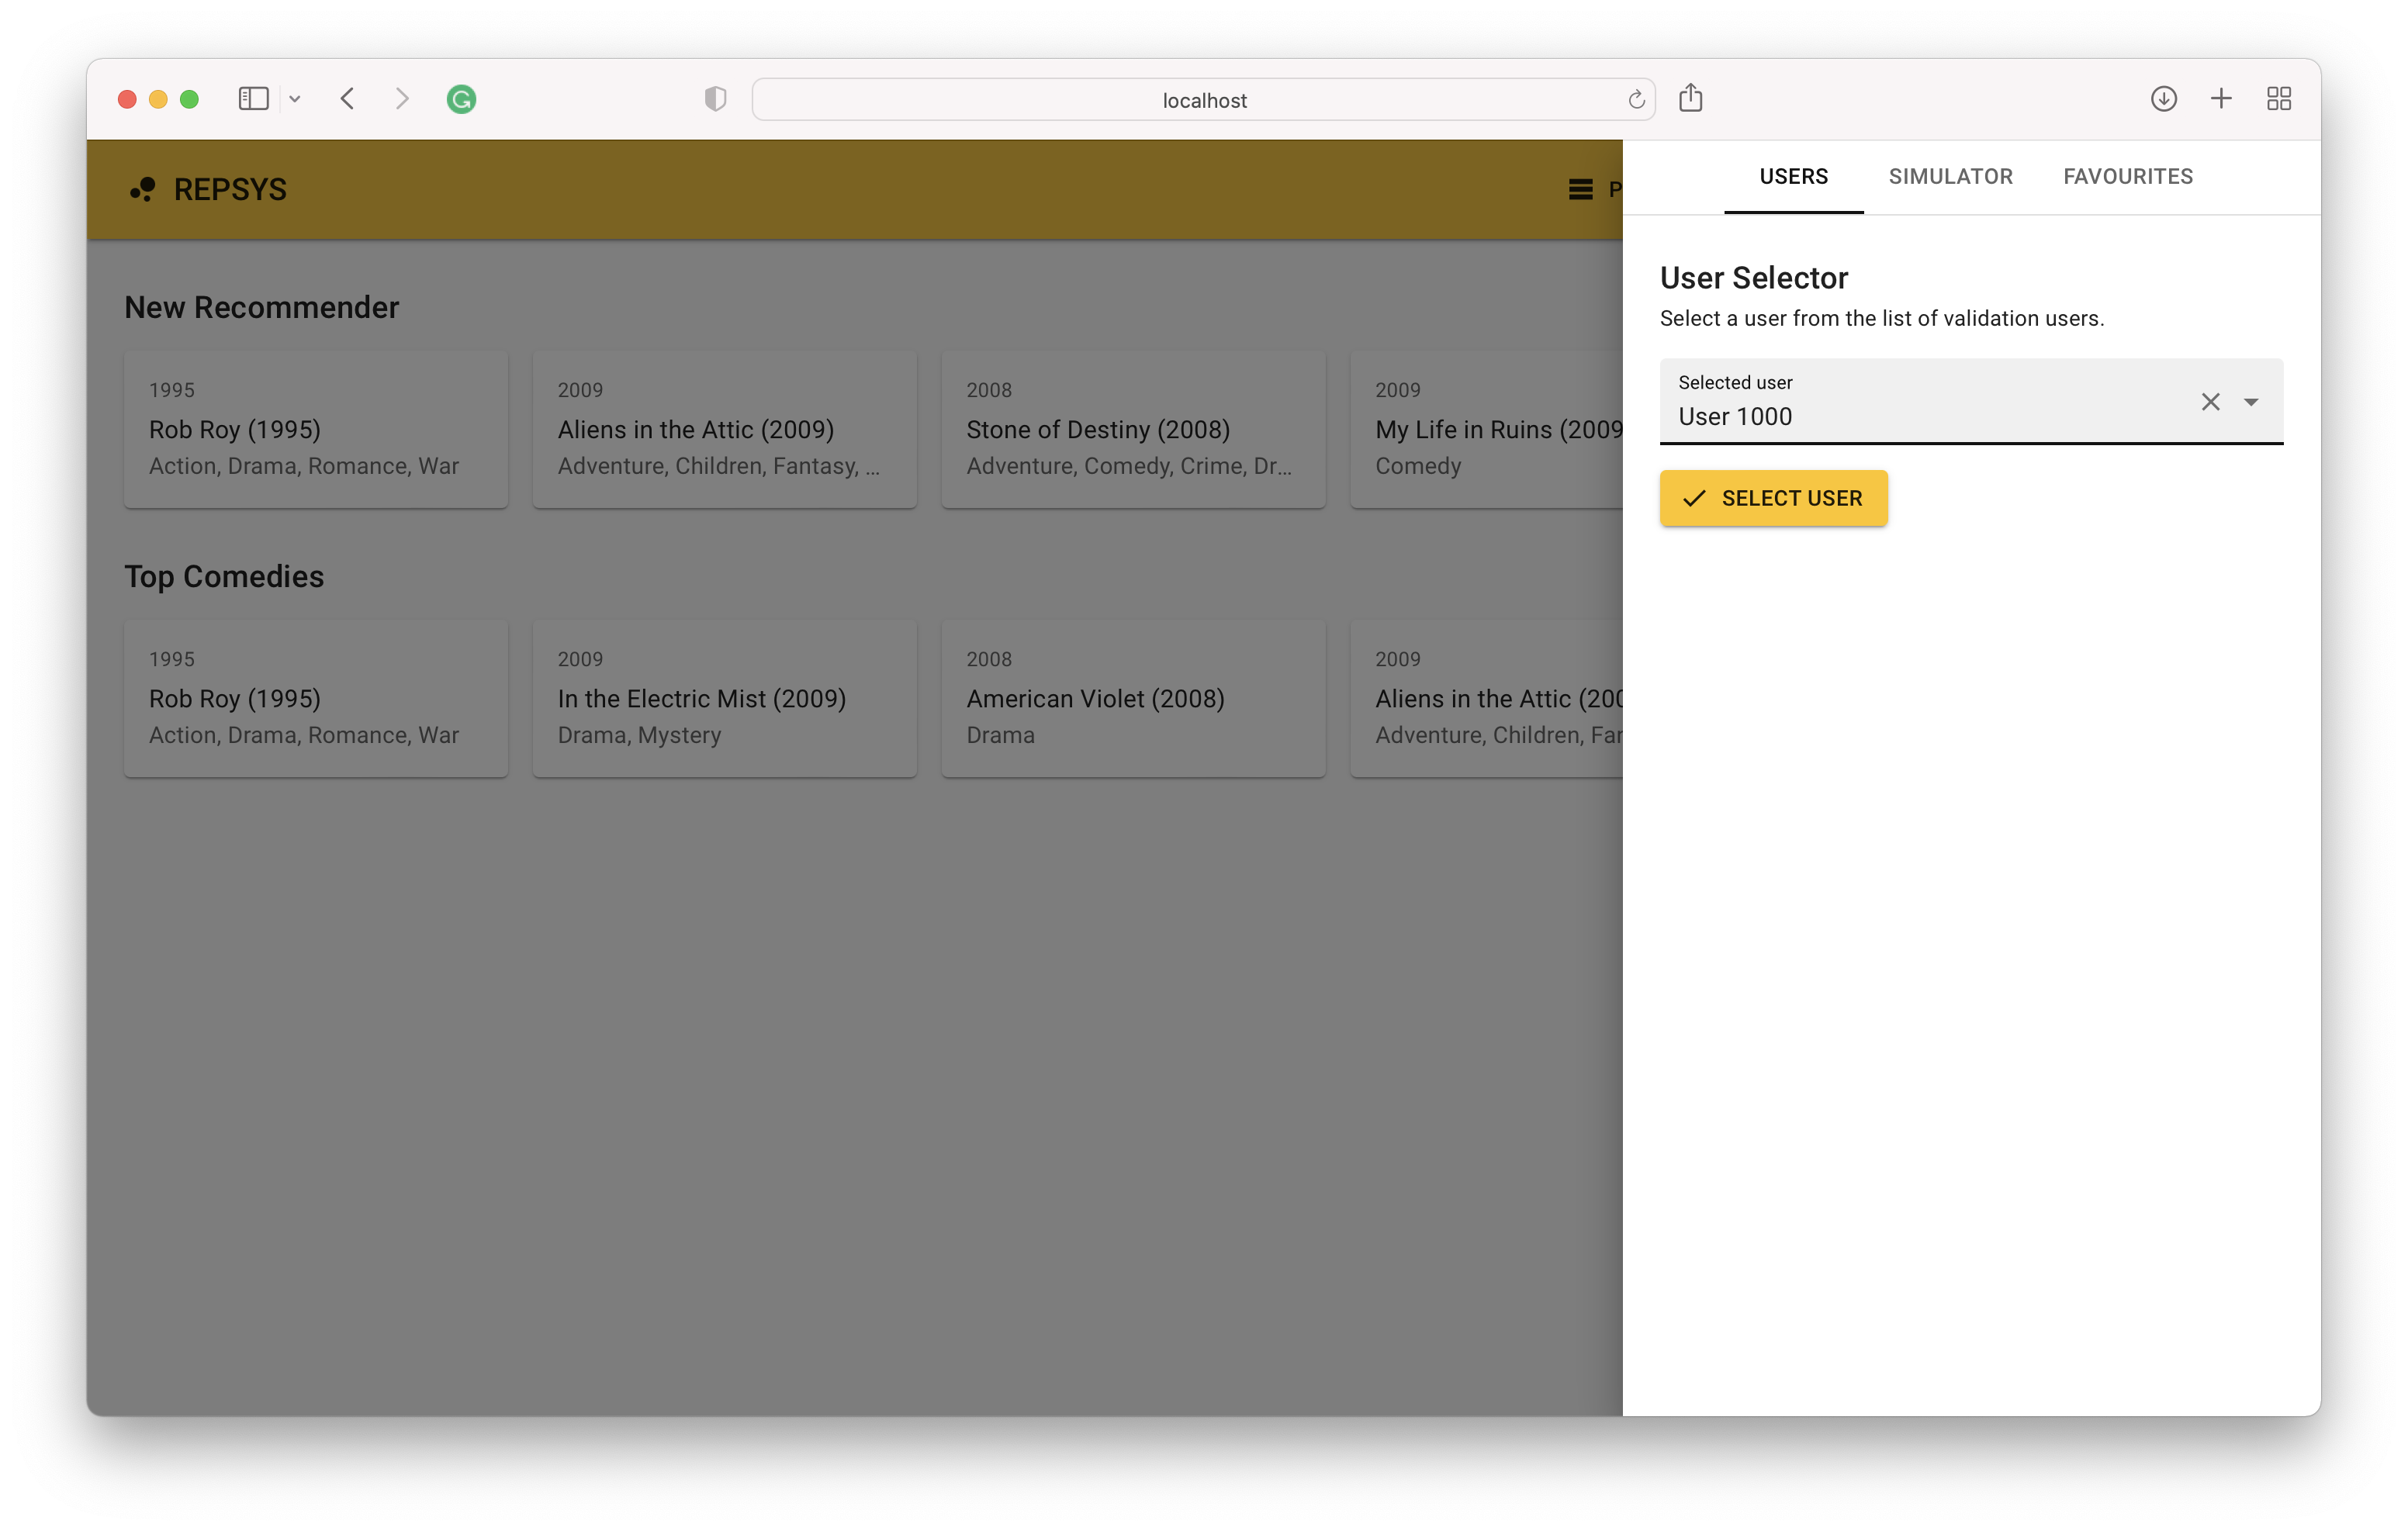 localhost
REPSYS
P
USERS
SIMULATOR
FAVOURITES
New Recommender
1995
Rob Roy (1995)
Action, Drama, Romance, War
2009
Aliens in the Attic (2009)
Adventure, Children, Fantasy, ...
2008
Stone of Destiny (2008)
Adventure, Comedy, Crime, Dr...
2009
My Life in Ruins (2009
Comedy
Top Comedies
1995
Rob Roy (1995)
Action, Drama, Romance, War
2009
In the Electric Mist (2009)
Drama, Mystery
2008
American Violet (2008)
Drama
2009
Aliens in the Attic (200
Adventure, Children, Fan
User Selector
Select a user from the list of validation users.
Selected user
User 1000
SELECT USER